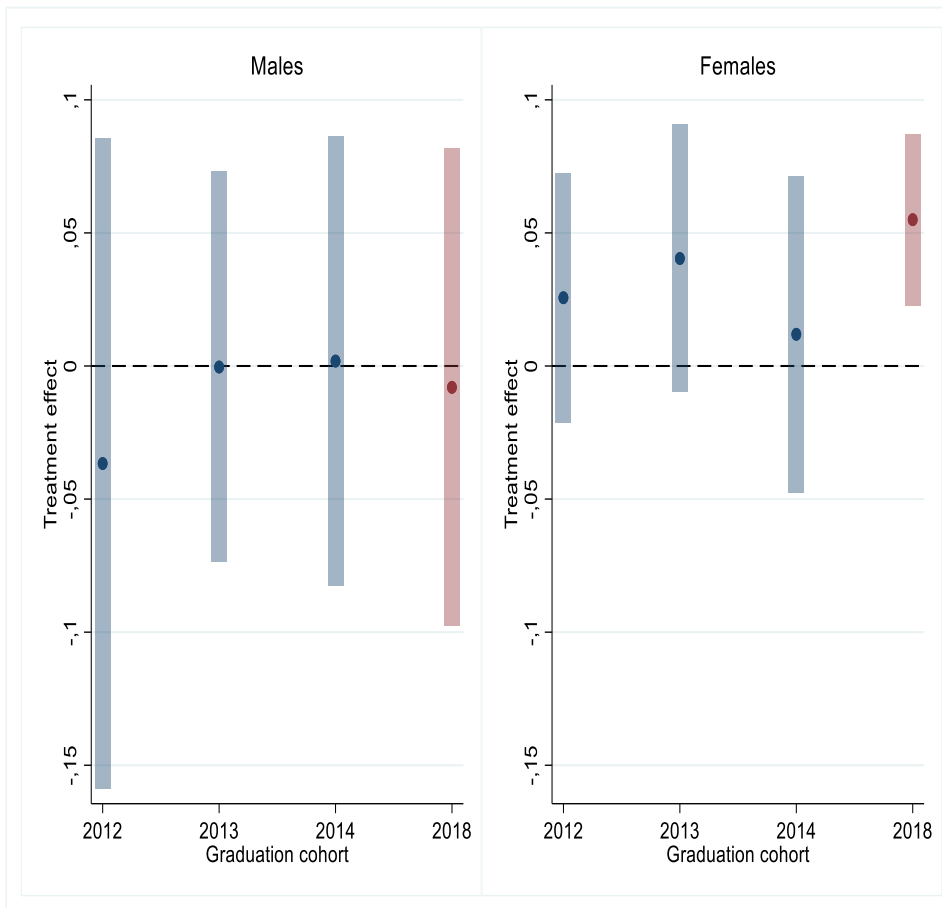 Males
,1
,05
0
-,05
-,1
-,15
Treatment effect
2012 2013 2014 2018
Graduation cohort
Females
,1
,05
0
-,05
-,1
-,15
Treatment effect
2012 2013 2014 2018
Graduation cohort